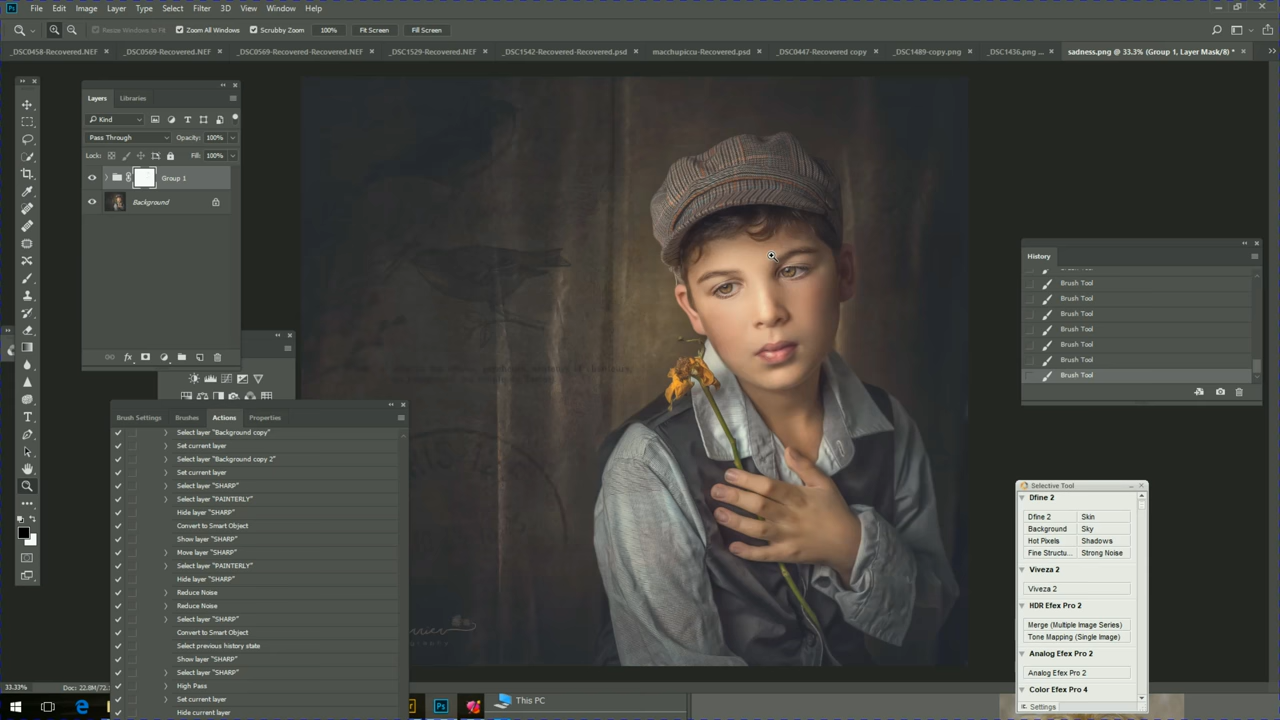 File Edit Image Layer Type Select Filter 3D View Window Help
Resize Windows to Fit Zoom All Windows Scrubby Zoom 100% Fit Screen Fill Screen
_DSC0458-Recovered.NEF × _DSC0569-Recovered.NEF × _DSC0569-Recovered-Recovered.NEF × _DSC1529-Recovered.NEF × _DSC1542-Recovered-Recovered.psd × macchupiccu-Recovered.psd × _DSC0447-Recovered copy × _DSC1489-copy.png × _DSC1436.png ... × sadness.png @ 33.3% (Group 1, Layer Mask/8) * ×
Layers Libraries
Kind
Pass Through Opacity: 100%
Lock: Fill: 100%
Group 1
Background
History
Brush Tool
Brush Tool
Brush Tool
Brush Tool
Brush Tool
Brush Tool
Brush Tool
Brush Settings Brushes Actions Properties
Select layer "Background copy"
Set current layer
Select layer "Background copy 2"
Set current layer
Select layer "SHARP"
Select layer "PAINTERLY"
Hide layer "SHARP"
Convert to Smart Object
Show layer "SHARP"
Move layer "SHARP"
Select layer "PAINTERLY"
Hide layer "SHARP"
Reduce Noise
Reduce Noise
Select layer "SHARP"
Convert to Smart Object
Select previous history state
Show layer "SHARP"
Select layer "SHARP"
High Pass
Set current layer
Hide current layer
Selective Tool
Dfine 2
Dfine 2 Skin
Background Sky
Hot Pixels Shadows
Fine Structu... Strong Noise
Viveza 2
Viveza 2
HDR Efex Pro 2
Merge (Multiple Image Series)
Tone Mapping (Single Image)
Analog Efex Pro 2
Analog Efex Pro 2
Color Efex Pro 4
Settings
33.33% Doc: 22.8M/72.
This PC